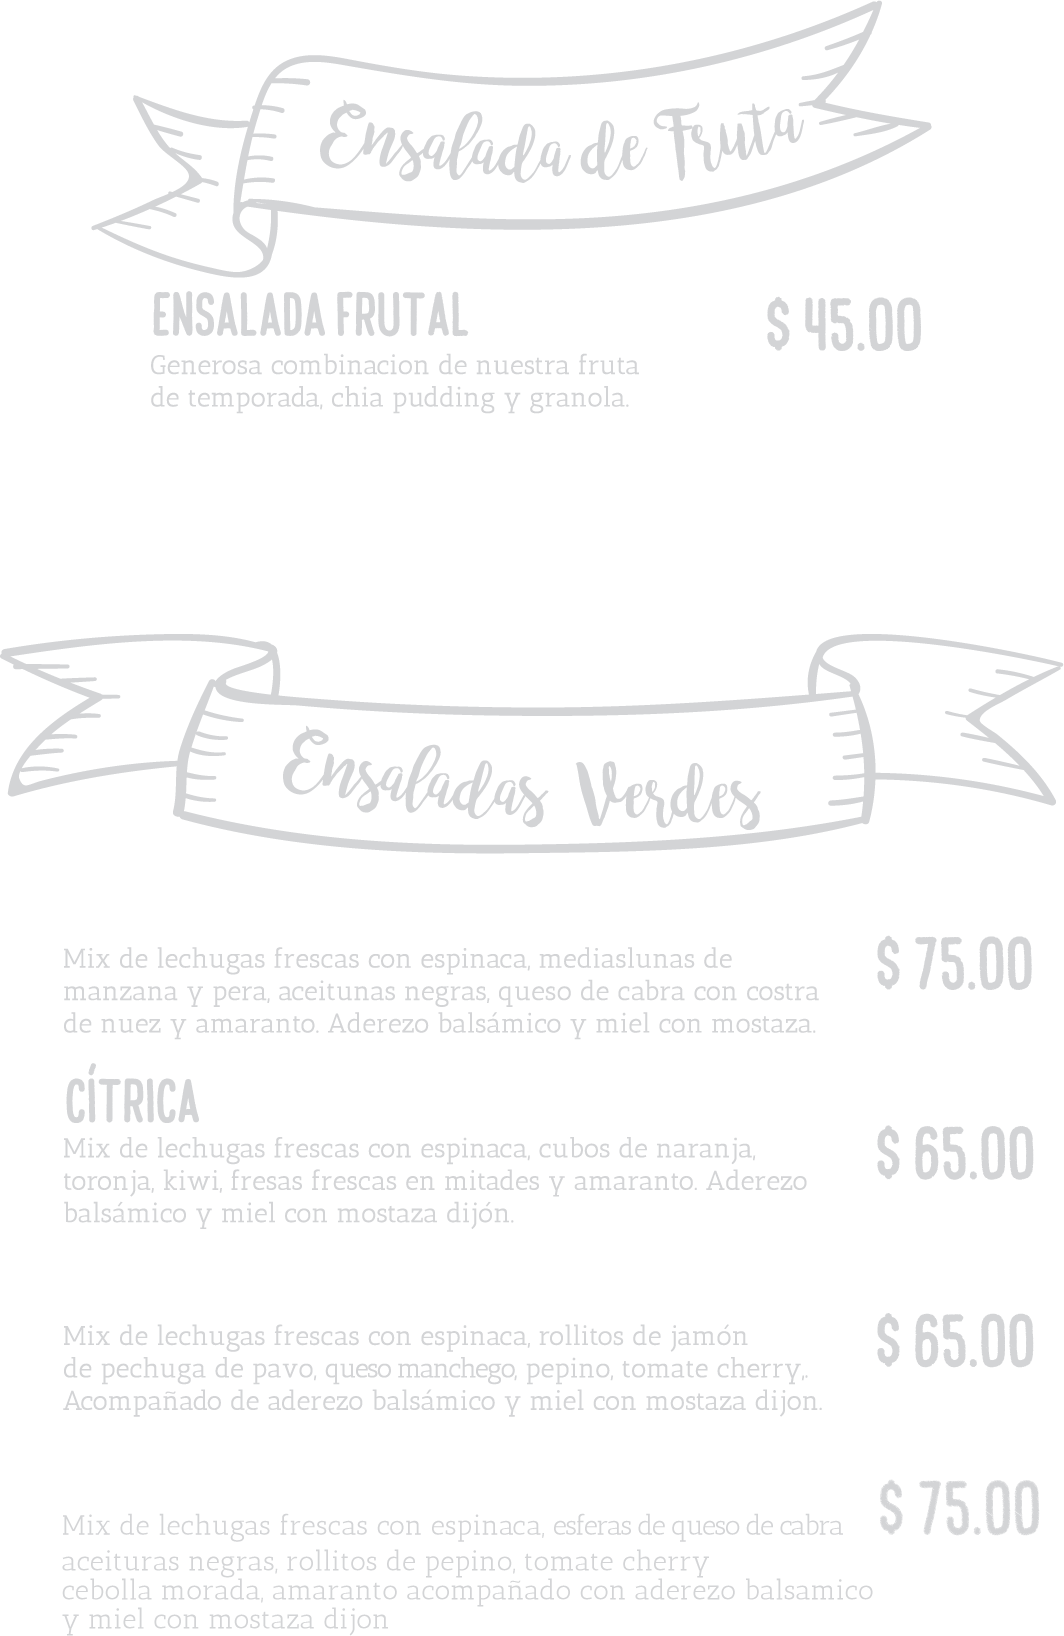 Ensalada de Fruta
ENSALADA FRUTAL
$ 45.00
Generosa combinacion de nuestra fruta
de temporada, chia pudding y granola.
Ensaladas Verdes
Mix de lechugas frescas con espinaca, mediaslunas de
$ 75.00
manzana y pera, aceitunas negras, queso de cabra con costra
de nuez y amaranto. Aderezo balsámico y miel con mostaza.
CÍTRICA
Mix de lechugas frescas con espinaca, cubos de naranja,
$ 65.00
toronja, kiwi, fresas frescas en mitades y amaranto. Aderezo
balsámico y miel con mostaza dijón.
Mix de lechugas frescas con espinaca, rollitos de jamón
$ 65.00
de pechuga de pavo, queso manchego, pepino, tomate cherry,.
Acompañado de aderezo balsámico y miel con mostaza dijon.
$ 75.00
Mix de lechugas frescas con espinaca, esferas de queso de cabra
aceituras negras, rollitos de pepino, tomate cherry
cebolla morada, amaranto acompañado con aderezo balsamico
y miel con mostaza dijon